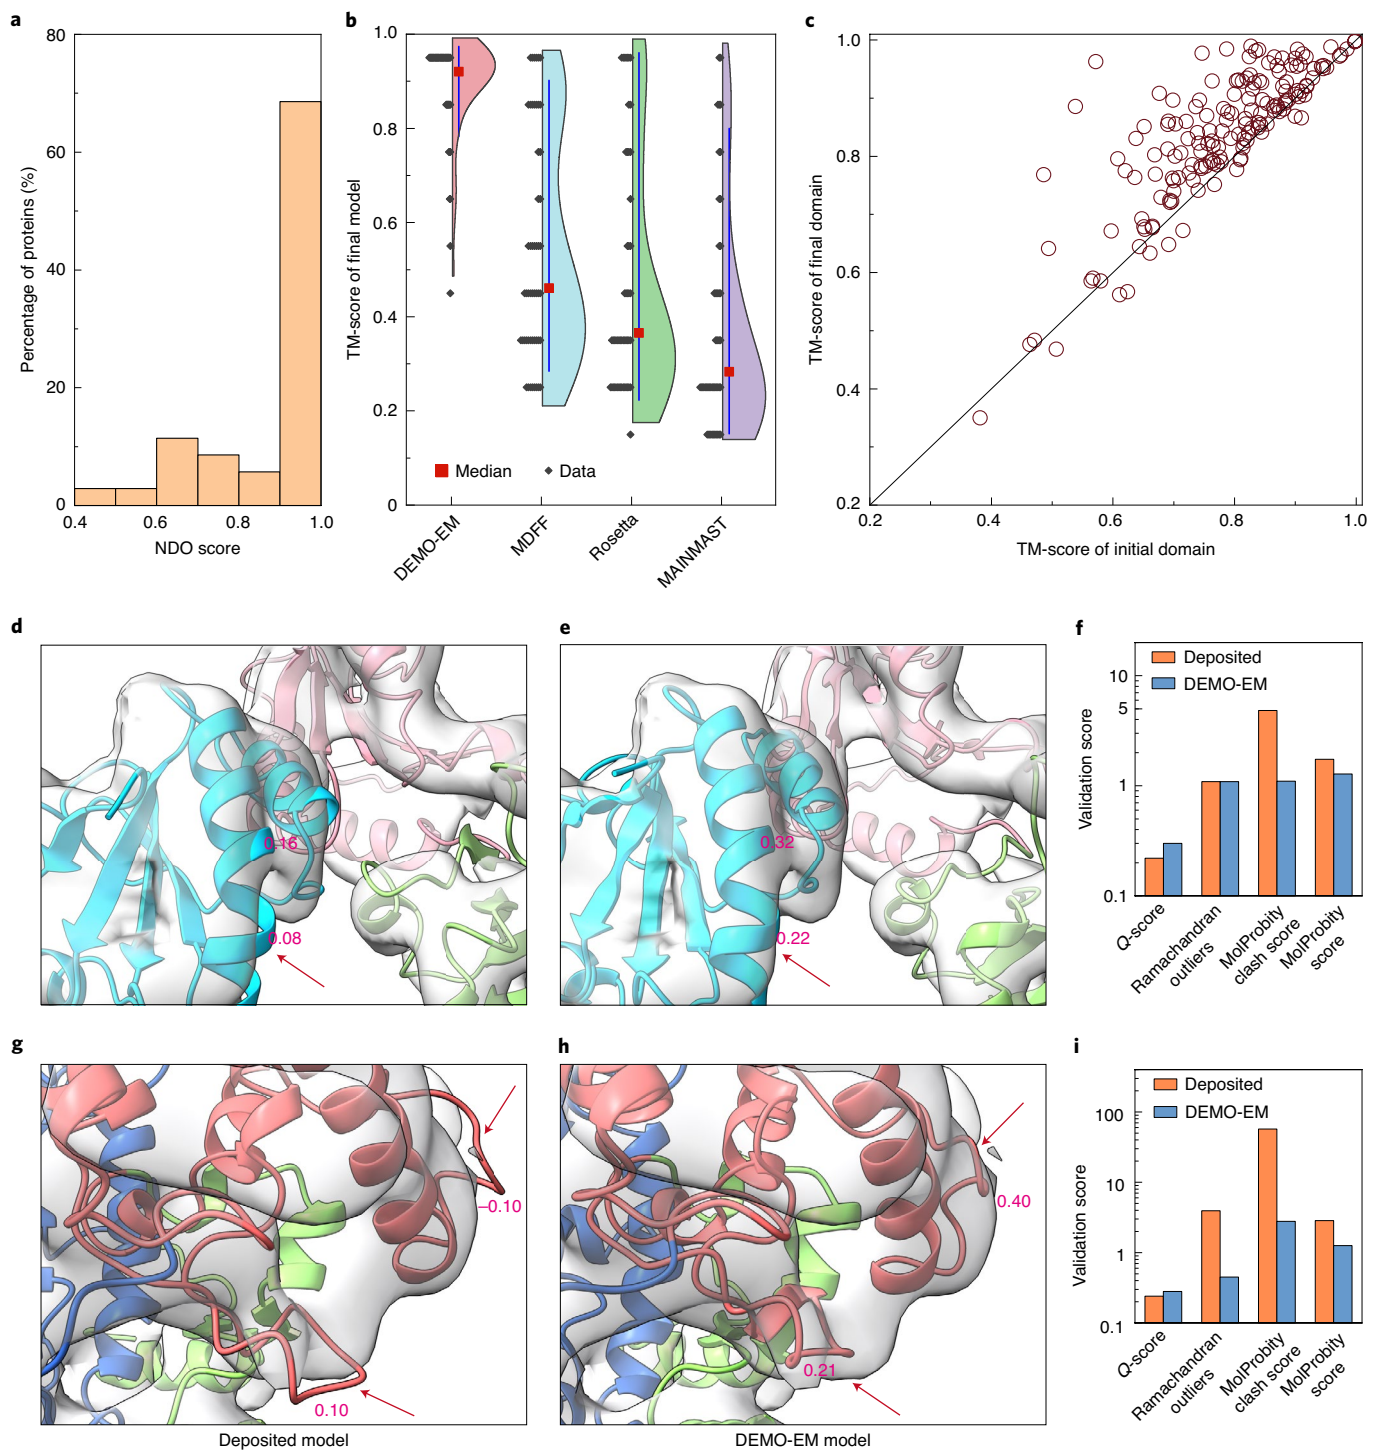 a
80
60
40
20
0
Percentage of proteins (%)
0.4
0.6
0.8
1.0
NDO score
b
1.0
0.8
0.6
0.4
0.2
0
TM-score of final model
Median
Data
DEMO-EM
MDFF
Rosetta
MAINMAST
c
1.0
0.8
0.6
0.4
0.2
TM-score of final domain
0.2
0.4
0.6
0.8
1.0
TM-score of initial domain
d
0.16
0.08
e
0.32
0.22
f
Deposited
DEMO-EM
10
5
1
0.1
Validation score
Q-score
Ramachandran
outliers
MolProbity
clash score
MolProbity
score
g
–0.10
0.10
Deposited model
h
0.40
0.21
DEMO-EM model
i
Deposited
DEMO-EM
100
10
1
0.1
Validation score
Q-score
Ramachandran
outliers
MolProbity
clash score
MolProbity
score